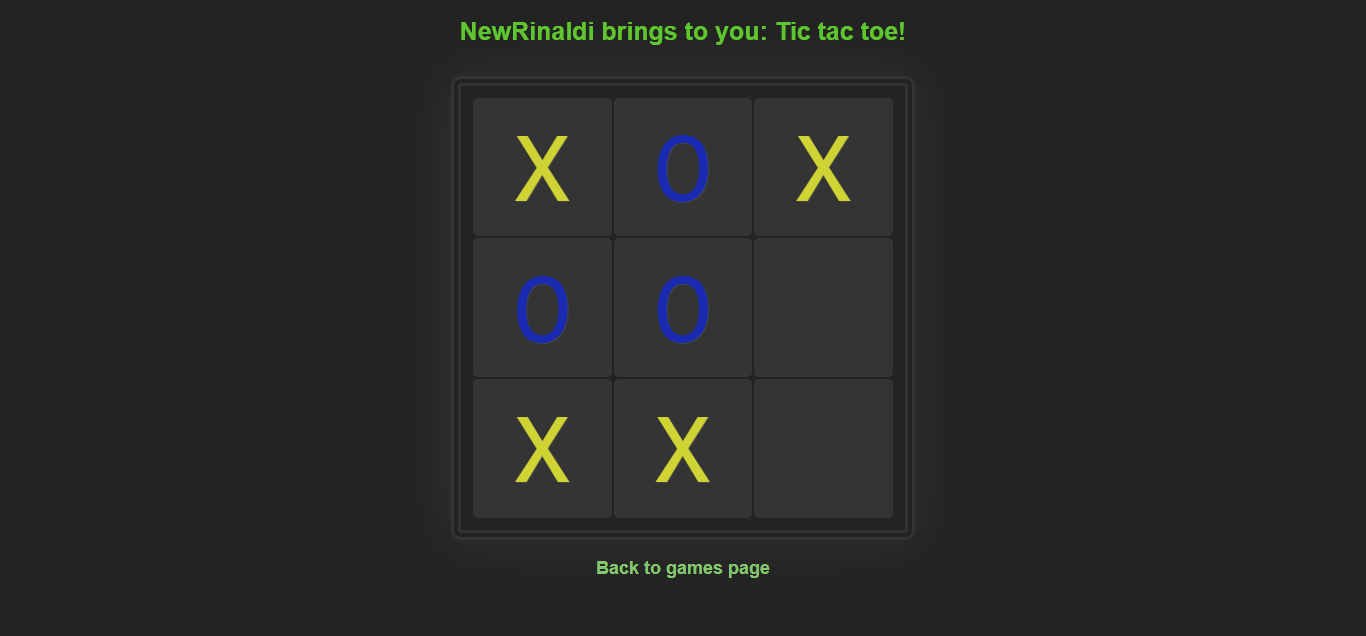 NewRinaldi brings to you: Tic tac toe!
X O X
O O
X X
Back to games page